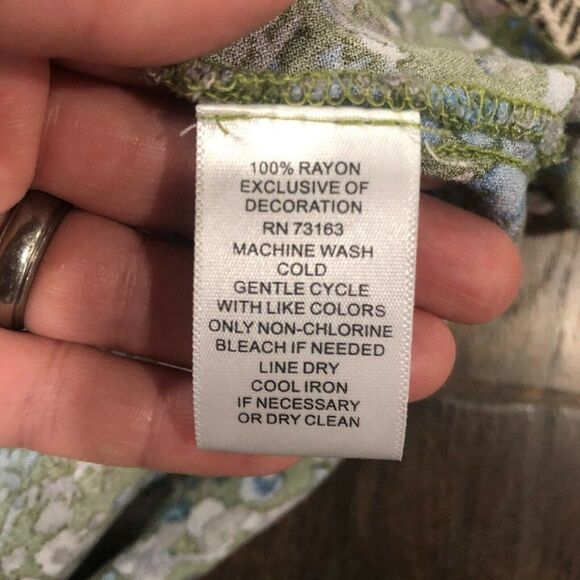 100% RAYON
EXCLUSIVE OF
DECORATION
RN 73163
MACHINE WASH
COLD
GENTLE CYCLE
WITH LIKE COLORS
ONLY NON-CHLORINE
BLEACH IF NEEDED
LINE DRY
COOL IRON
IF NECESSARY
OR DRY CLEAN